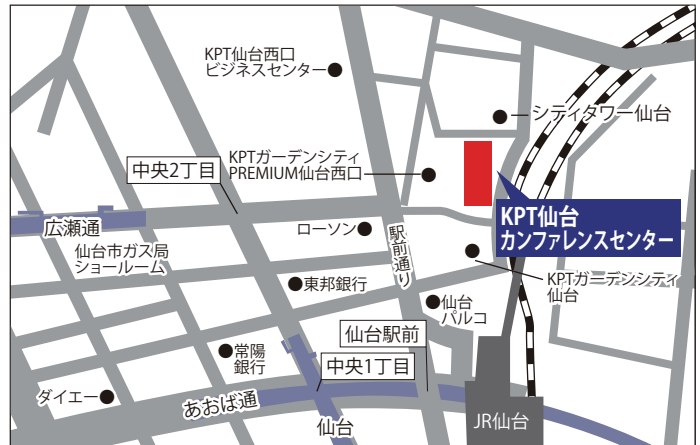 KPT仙台西口
ビジネスセンター
シティタワー仙台
KPTガーデンシティ
PREMIUM仙台西口
中央2丁目
KPT仙台
カンファレンスセンター
広瀬通
仙台市ガス局
ショールーム
ローソン
駅前通り
KPTガーデンシティ
仙台
東邦銀行
仙台
パルコ
仙台駅前
常陽
銀行
中央1丁目
ダイエー
あおば通
仙台
JR仙台